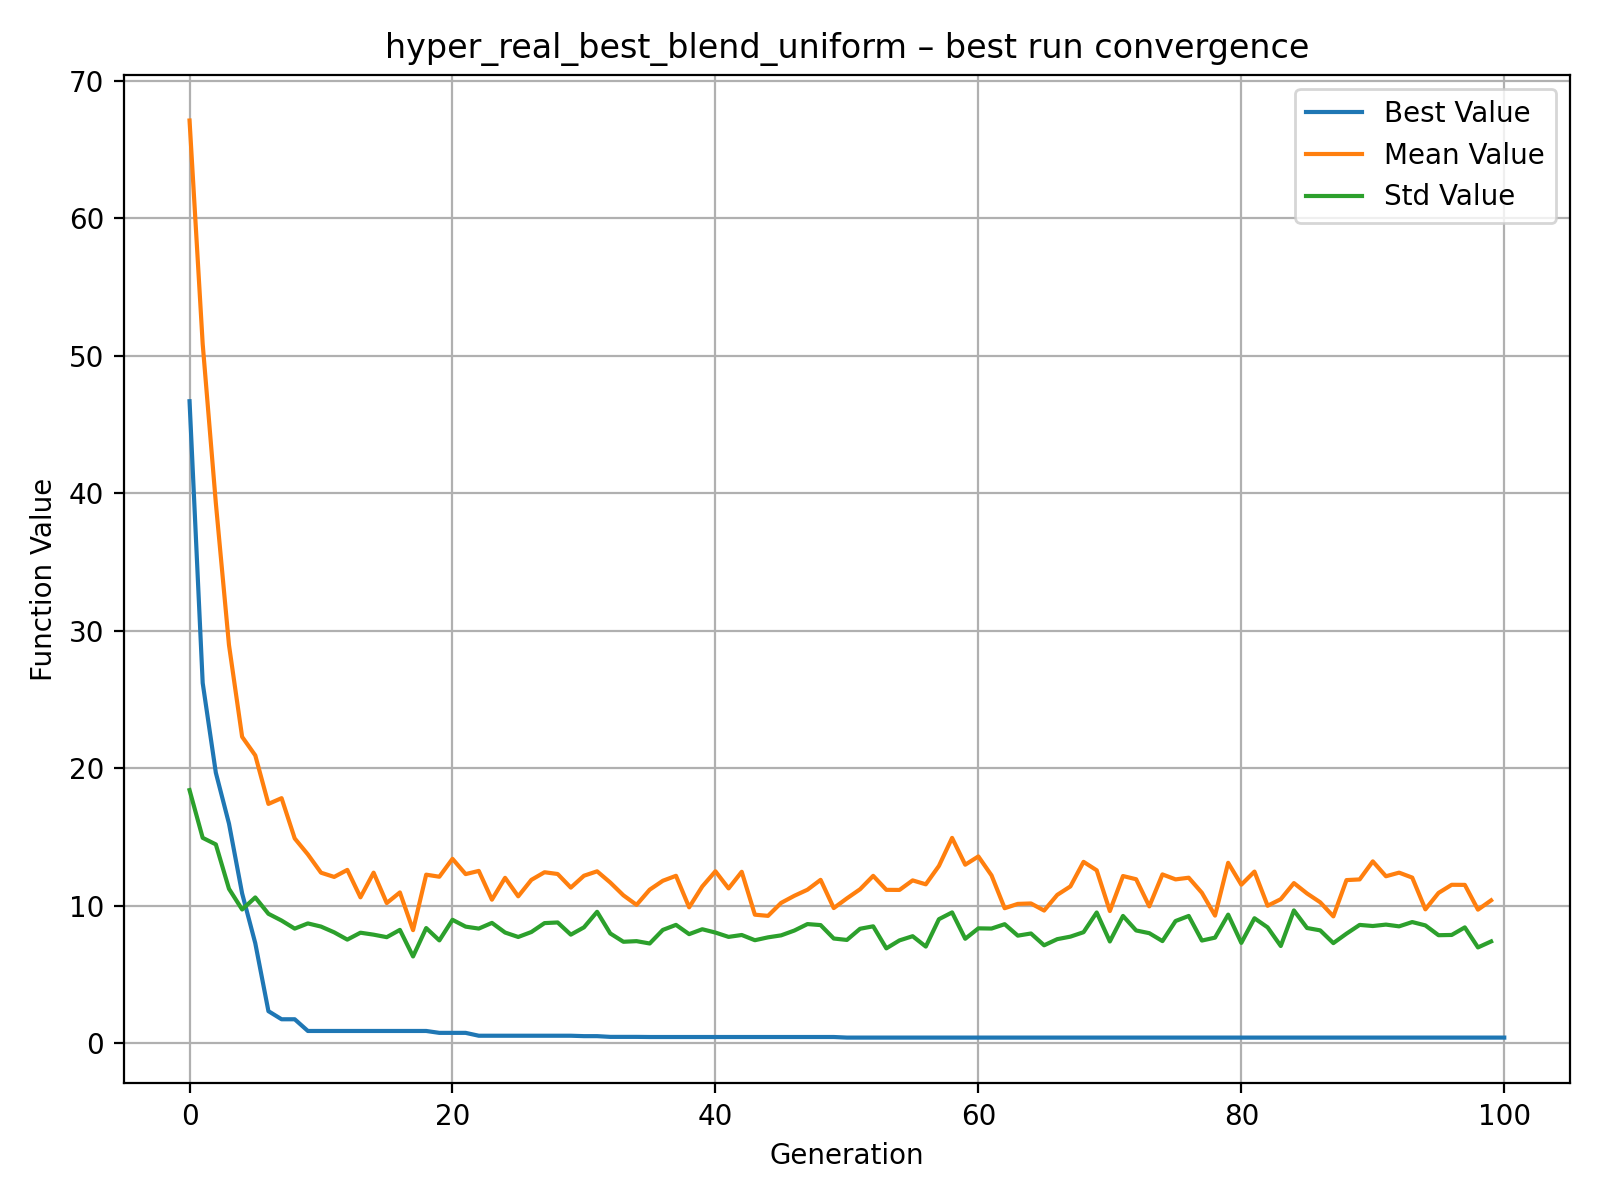 hyper_real_best_blend_uniform – best run convergence
70
60
50
40
30
20
10
0
Function Value
Best Value
Mean Value
Std Value
0 20 40 60 80 100
Generation